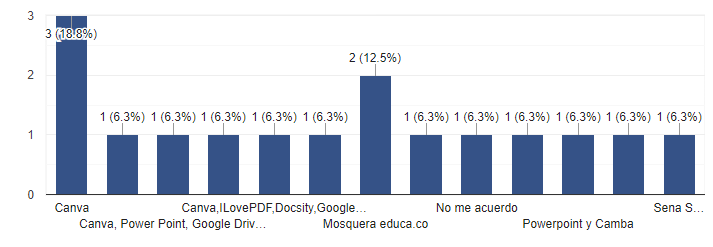 3
3 (18.8%)
2 (12.5%)
2
1 (6.3%)
1 (6.3%)
1 (6.3%)
1 (6.3%)
1 (6.3%)
1 (6.3%)
1 (6.3%)
1 (6.3%)
1 (6.3%)
1 (6.3%)
1 (6.3%)
1
0
Canva
Canva,ILovePDF,Docsity,Google…
No me acuerdo
Sena S…
Canva, Power Point, Google Driv…
Mosquera educa.co
Powerpoint y Camba